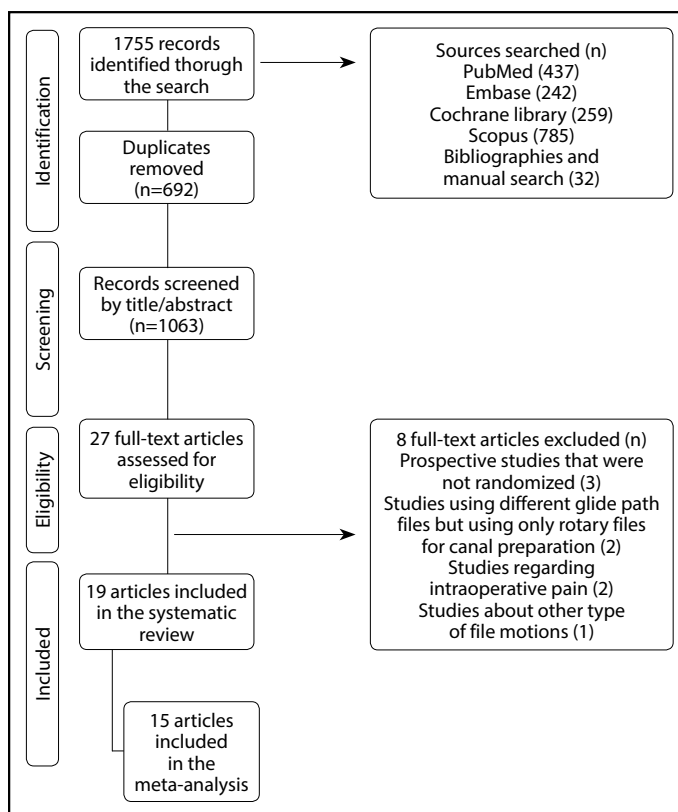 Identification
1755 records
identified thorugh
the search
Sources searched (n)
PubMed (437)
Embase (242)
Cochrane library (259)
Scopus (785)
Bibliographies and
manual search (32)
Duplicates
removed
(n=692)
Screening
Records screened
by title/abstract
(n=1063)
Eligibility
27 full-text articles
assessed for
eligibility
8 full-text articles excluded (n)
Prospective studies that were
not randomized (3)
Studies using different glide path
files but using only rotary files
for canal preparation (2)
Studies regarding
intraoperative pain (2)
Studies about other type
of file motions (1)
Included
19 articles included
in the systematic
review
15 articles
included
in the
meta-analysis